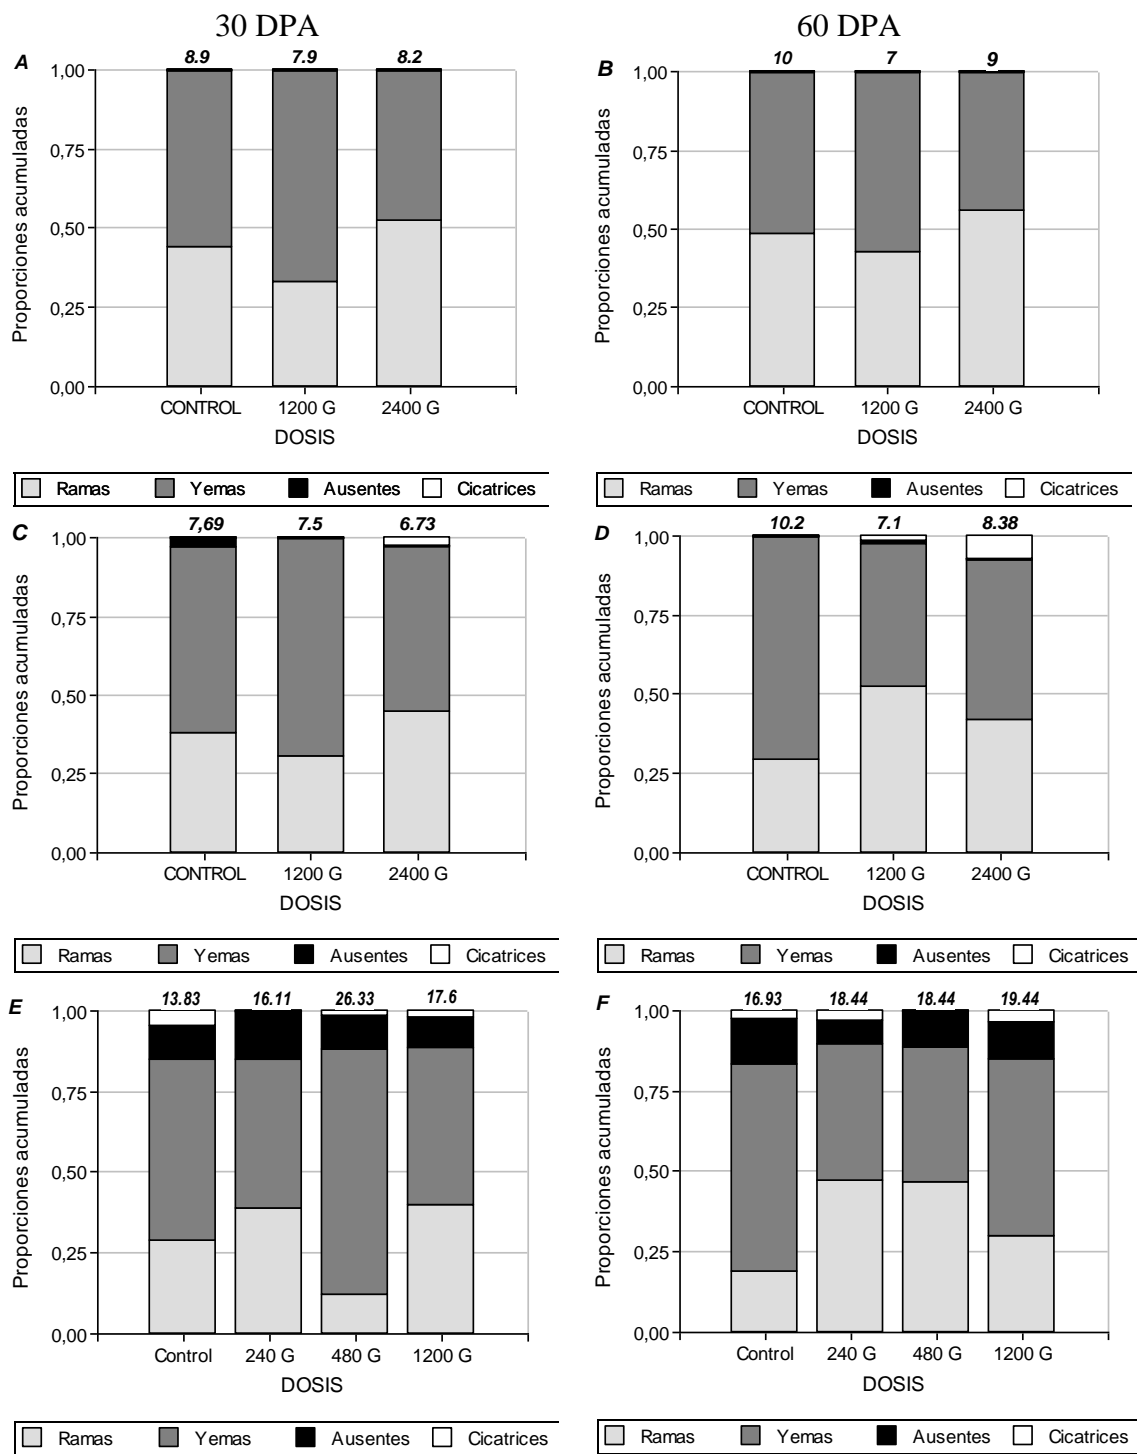 30 DPA
60 DPA
A
8.9 7.9 8.2
Proporciones acumuladas
1,00
0,75
0,50
0,25
0,00
CONTROL 1200 G 2400 G
DOSIS
Ramas Yemas Ausentes Cicatrices
B
10 7 9
Proporciones acumuladas
1,00
0,75
0,50
0,25
0,00
CONTROL 1200 G 2400 G
DOSIS
Ramas Yemas Ausentes Cicatrices
C
7,69 7.5 6.73
Proporciones acumuladas
1,00
0,75
0,50
0,25
0,00
CONTROL 1200 G 2400 G
DOSIS
Ramas Yemas Ausentes Cicatrices
D
10.2 7.1 8.38
Proporciones acumuladas
1,00
0,75
0,50
0,25
0,00
CONTROL 1200 G 2400 G
DOSIS
Ramas Yemas Ausentes Cicatrices
E
13.83 16.11 26.33 17.6
Proporciones acumuladas
1,00
0,75
0,50
0,25
0,00
Control 240 G 480 G 1200 G
DOSIS
Ramas Yemas Ausentes Cicatrices
F
16.93 18.44 18.44 19.44
Proporciones acumuladas
1,00
0,75
0,50
0,25
0,00
Control 240 G 480 G 1200 G
DOSIS
Ramas Yemas Ausentes Cicatrices